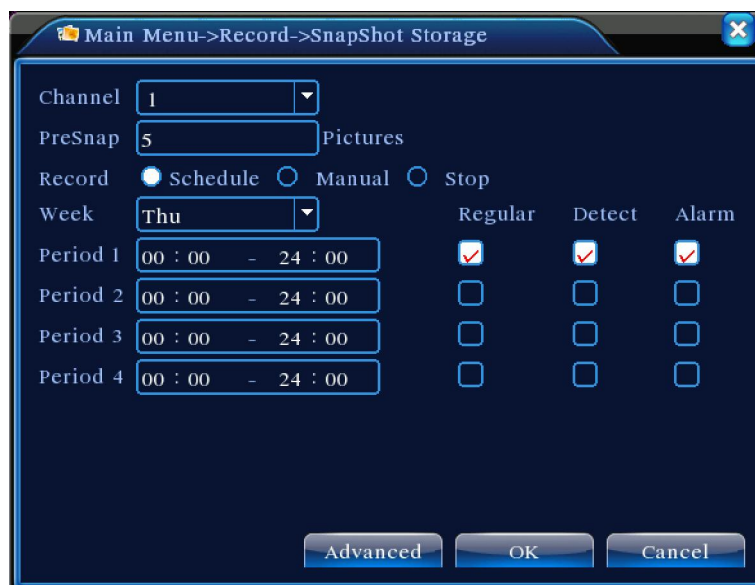 Main Menu->Record->SnapShot Storage
Channel 1
PreSnap 5 Pictures
Record Schedule Manual Stop
Week Thu Regular Detect Alarm
Period 1 00 : 00 - 24 : 00
Period 2 00 : 00 - 24 : 00
Period 3 00 : 00 - 24 : 00
Period 4 00 : 00 - 24 : 00
Advanced OK Cancel